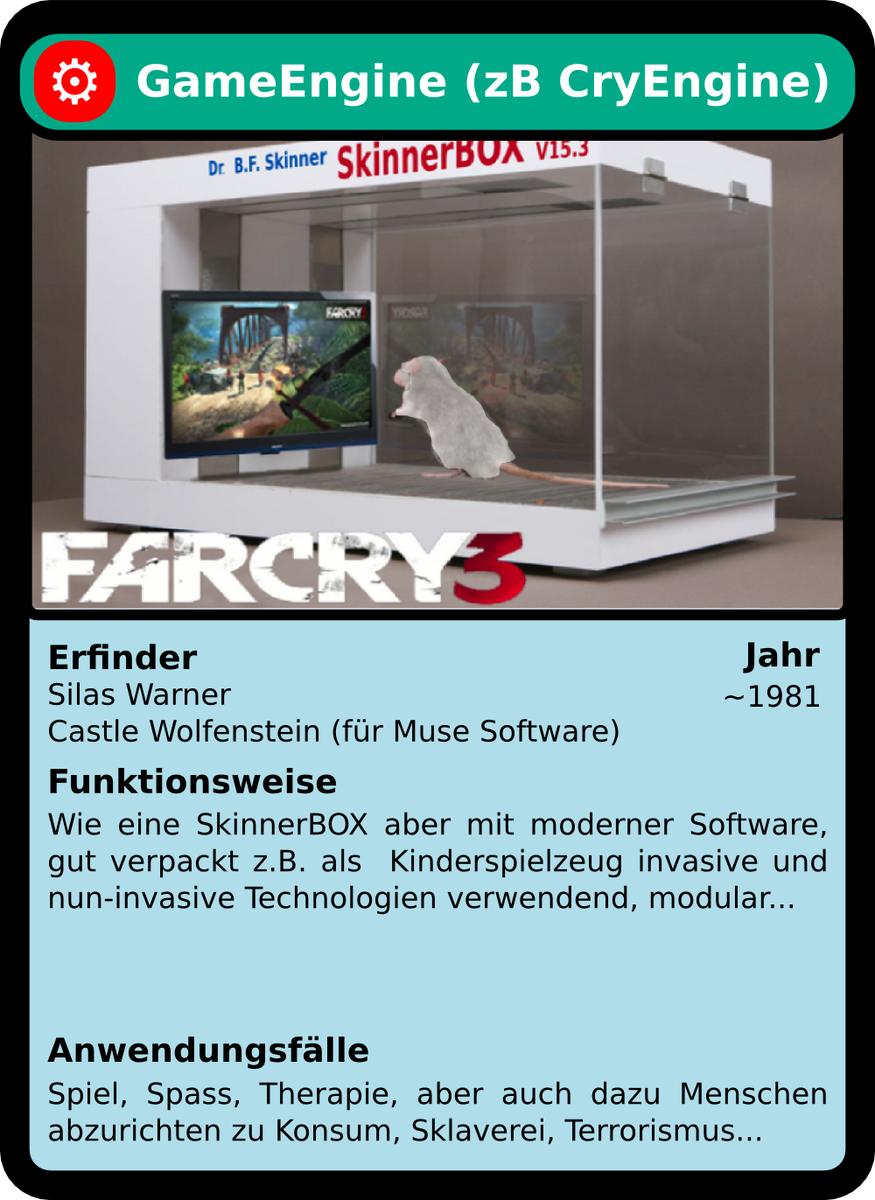 GameEngine (zB CryEngine)
Dr. B.F. Skinner SkinnerBOX V15.3
FARCRY3
FARCRY3
Erfinder
Jahr
Silas Warner
~1981
Castle Wolfenstein (für Muse Software)
Funktionsweise
Wie eine SkinnerBOX aber mit moderner Software,
gut verpackt z.B. als Kinderspielzeug invasive und
nun-invasive Technologien verwendend, modular...
Anwendungsfälle
Spiel, Spass, Therapie, aber auch dazu Menschen
abzurichten zu Konsum, Sklaverei, Terrorismus...